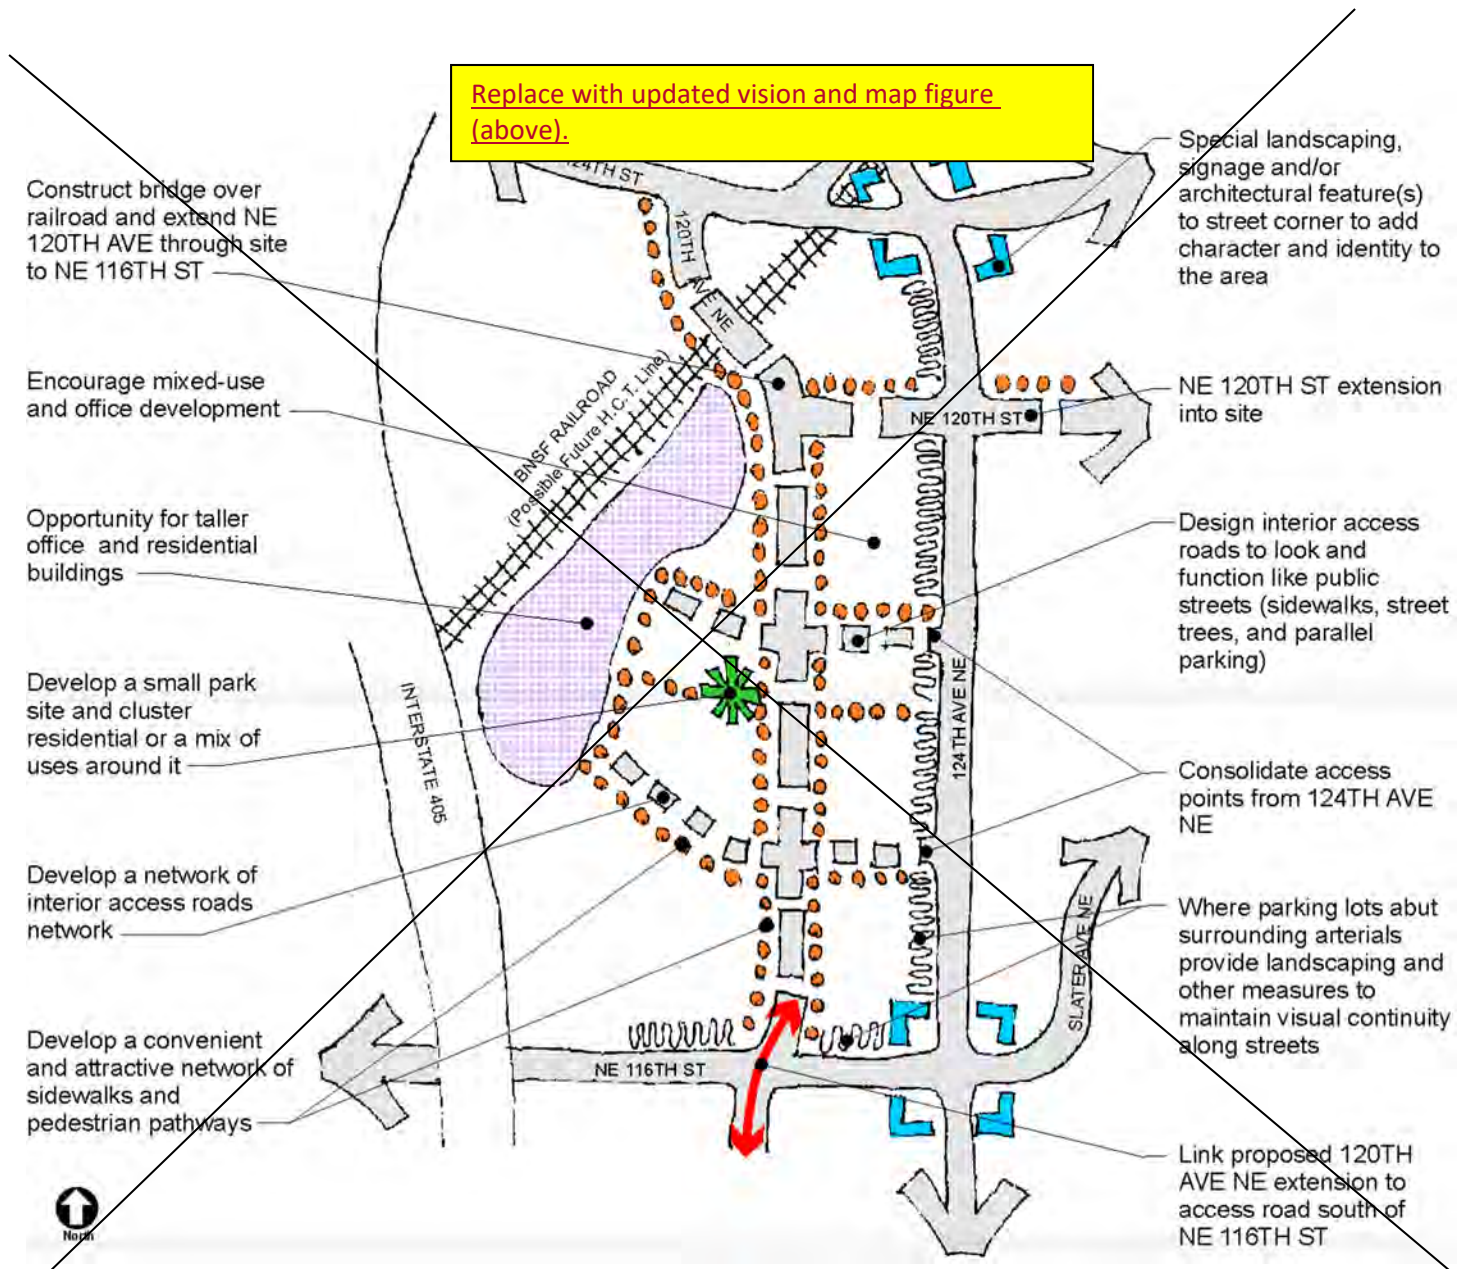 Replace with updated vision and map figure
(above).
Construct bridge over
railroad and extend NE
120TH AVE through site
to NE 116TH ST
Encourage mixed-use
and office development
Opportunity for taller
office and residential
buildings
Develop a small park
site and cluster
residential or a mix of
uses around it
Develop a network of
interior access roads
network
Develop a convenient
and attractive network of
sidewalks and
pedestrian pathways
North
124TH ST
120TH AVE NE
BNSF RAILROAD
(Possible Future H.C.T. Line)
INTERSTATE 405
NE 120TH ST
124TH AVE NE
SLATER AVE NE
NE 116TH ST
Special landscaping,
signage and/or
architectural feature(s)
to street corner to add
character and identity to
the area
NE 120TH ST extension
into site
Design interior access
roads to look and
function like public
streets (sidewalks, street
trees, and parallel
parking)
Consolidate access
points from 124TH AVE
NE
Where parking lots abut
surrounding arterials
provide landscaping and
other measures to
maintain visual continuity
along streets
Link proposed 120TH
AVE NE extension to
access road south of
NE 116TH ST